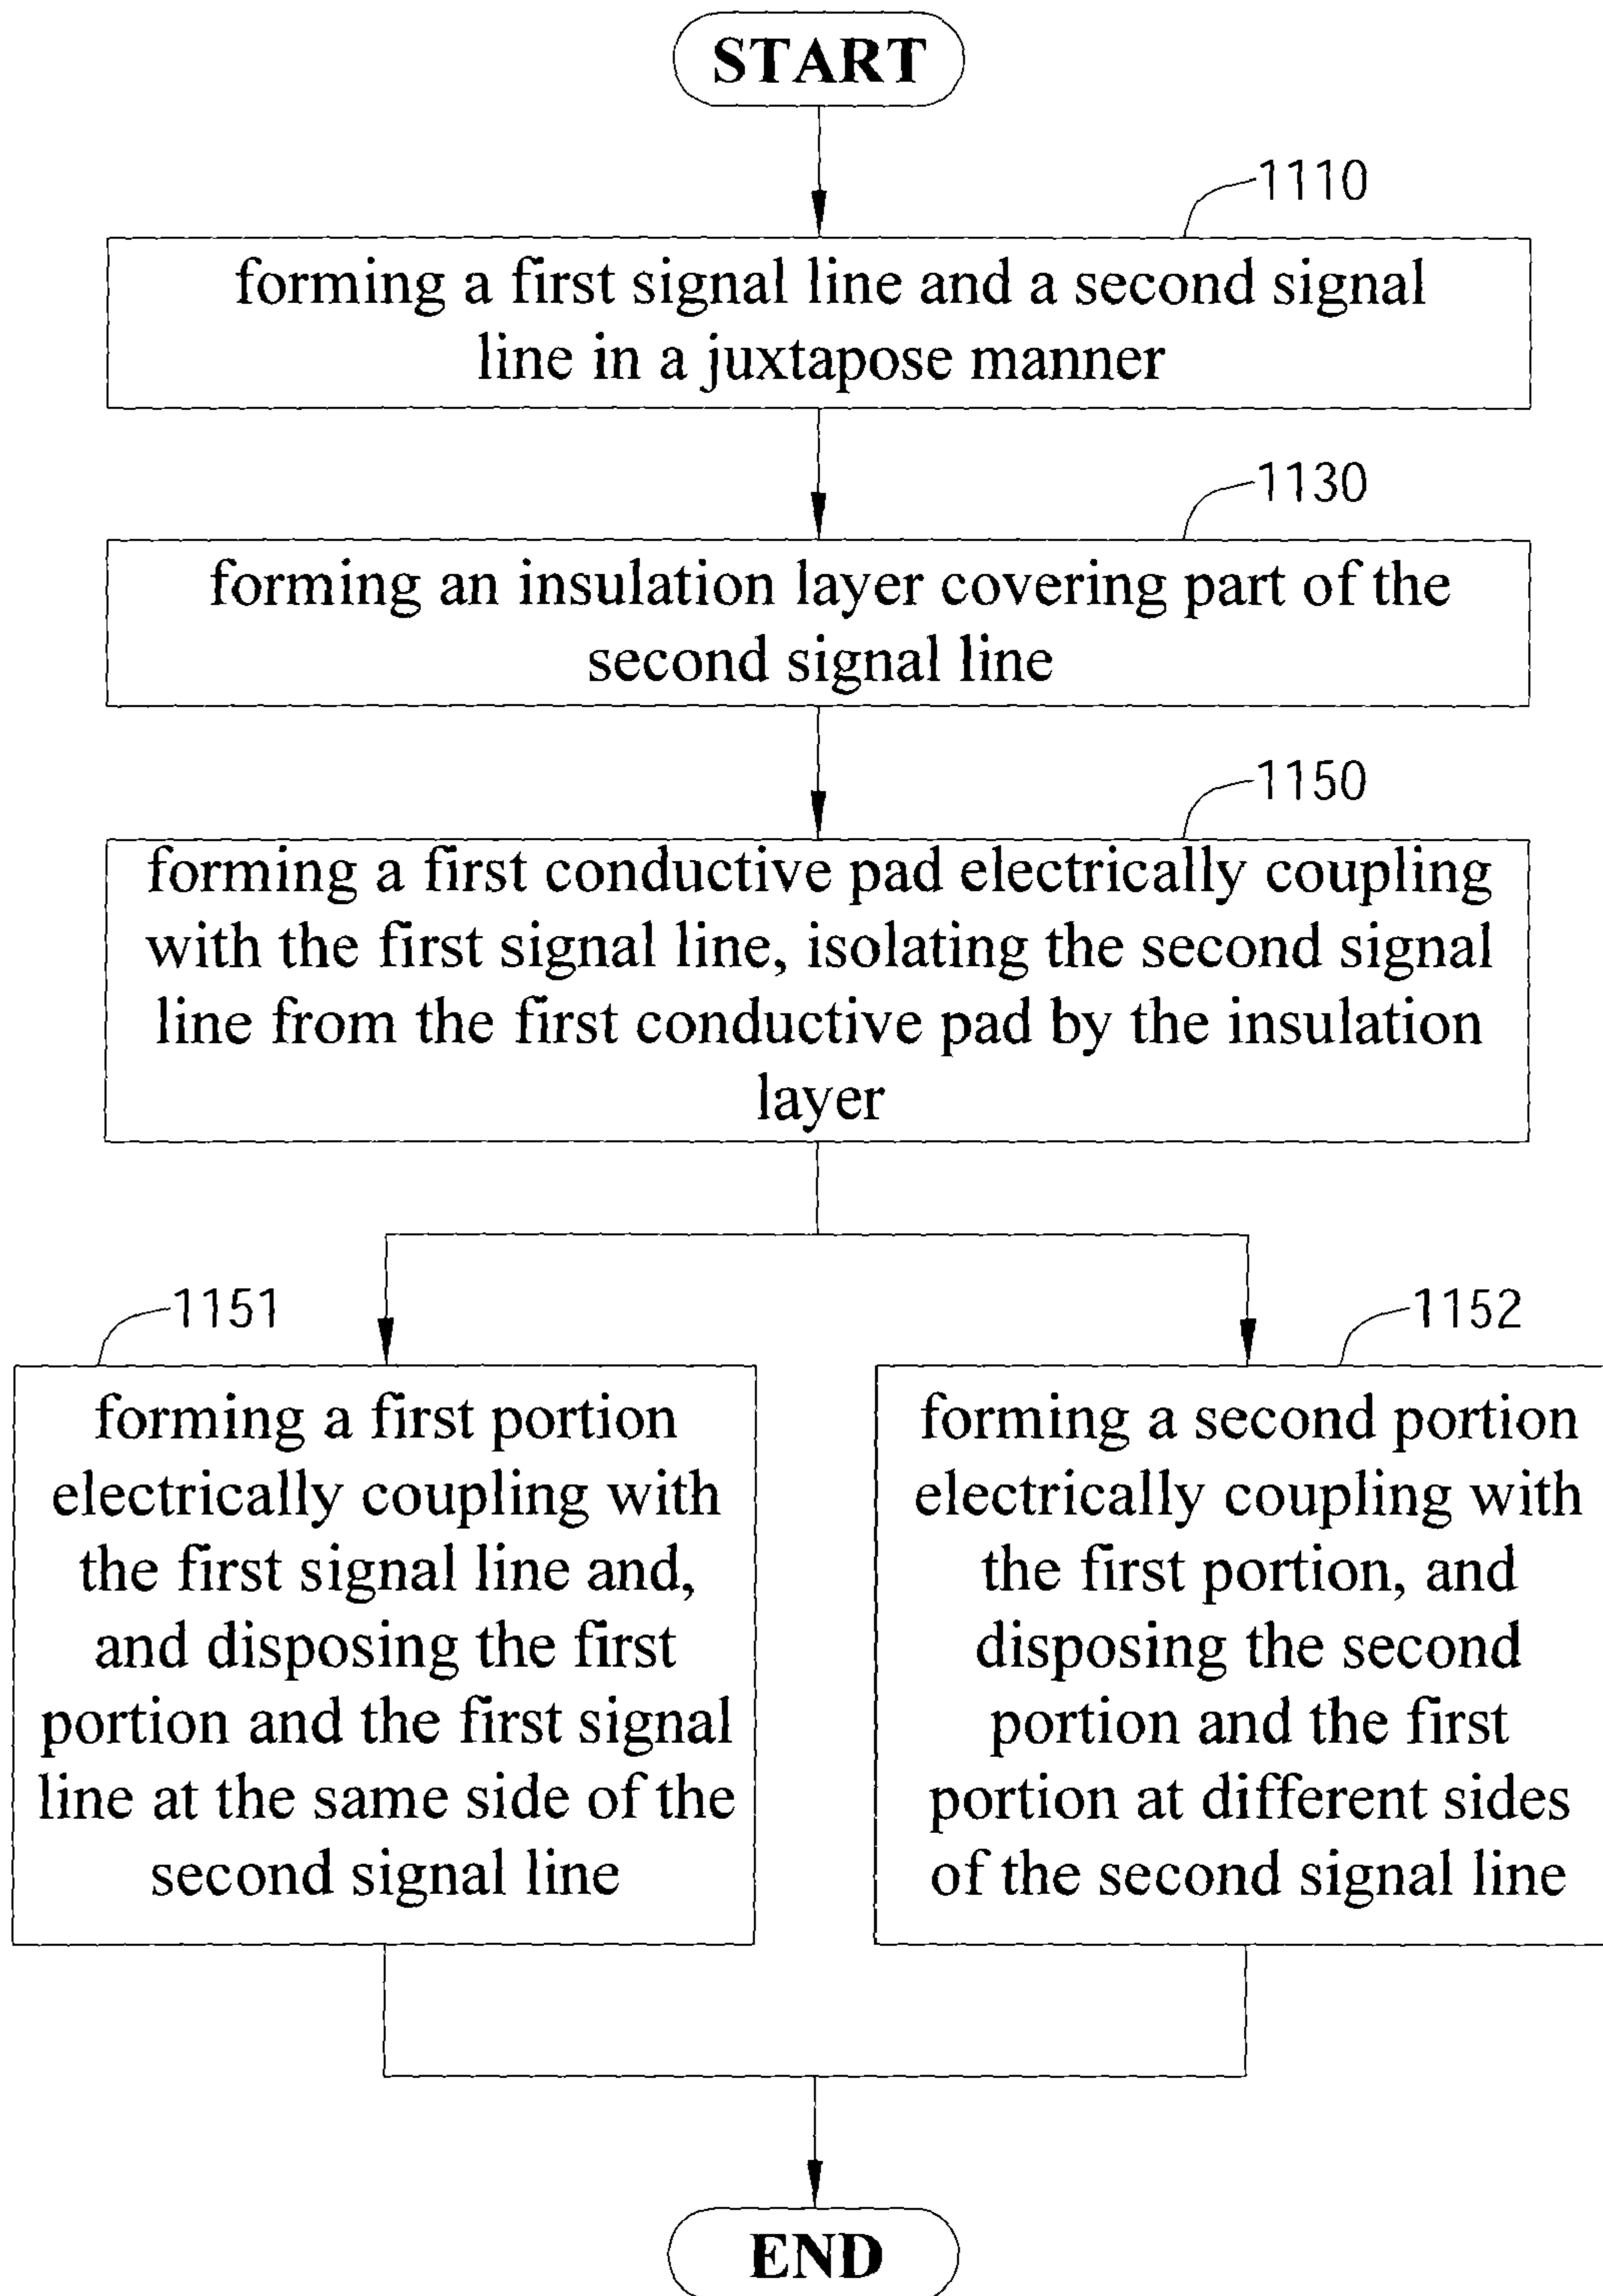 START
1110
forming a first signal line and a second signal
line in a juxtapose manner
1130
forming an insulation layer covering part of the
second signal line
1150
forming a first conductive pad electrically coupling
with the first signal line, isolating the second signal
line from the first conductive pad by the insulation
layer
1151
forming a first portion
electrically coupling with
the first signal line and,
and disposing the first
portion and the first signal
line at the same side of the
second signal line
1152
forming a second portion
electrically coupling with
the first portion, and
disposing the second
portion and the first
portion at different sides
of the second signal line
END